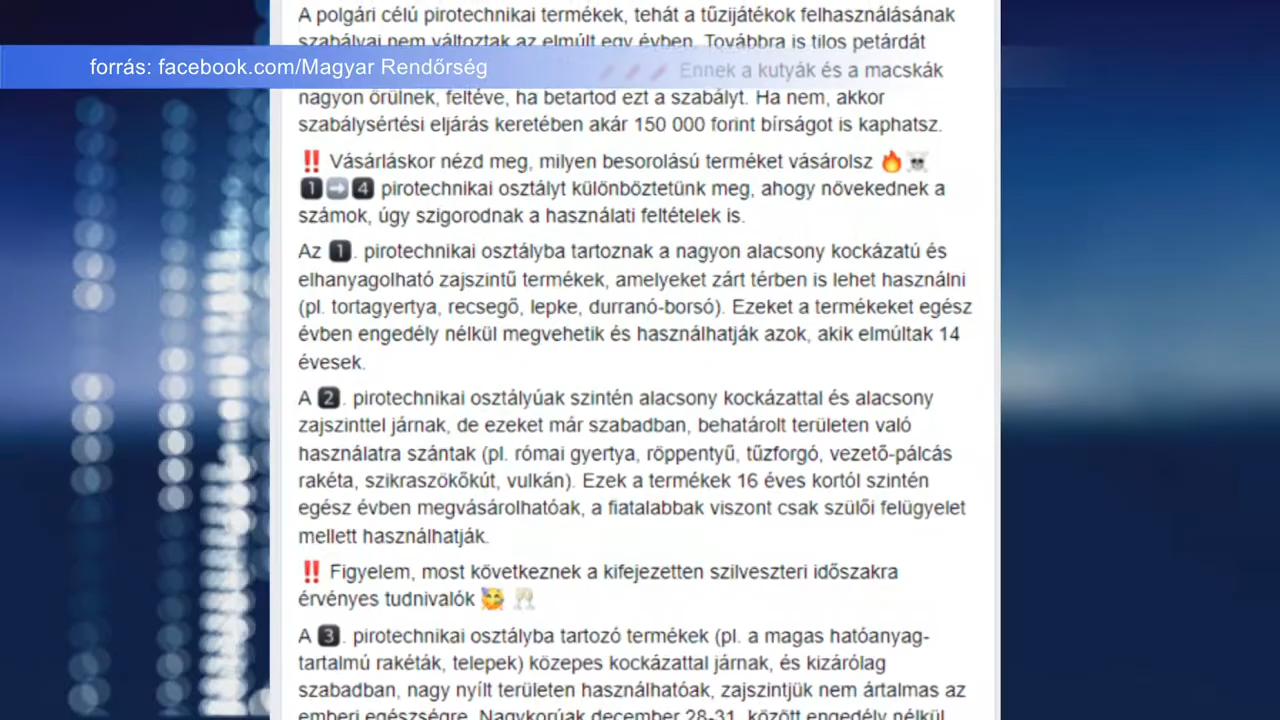 A polgári célú pirotechnikai termékek, tehát a tűzijátékok felhasználásának
szabályai nem változtak az elmúlt egy évben. Továbbra is tilos petárdát
forrás: facebook.com/Magyar Rendőrség
Ennek a kutyák és a macskák
nagyon örülnek, feltéve, ha betartod ezt a szabályt. Ha nem, akkor
szabálysértési eljárás keretében akár 150 000 forint bírságot is kaphatsz.
‼️ Vásárláskor nézd meg, milyen besorolású terméket vásárolsz 🔥☠️
1️⃣➡️4️⃣ pirotechnikai osztályt különböztetünk meg, ahogy növekednek a
számok, úgy szigorodnak a használati feltételek is.
Az 1️⃣. pirotechnikai osztályba tartoznak a nagyon alacsony kockázatú és
elhanyagolható zajszintű termékek, amelyeket zárt térben is lehet használni
(pl. tortagyertya, recsegő, lepke, durranó-borsó). Ezeket a termékeket egész
évben engedély nélkül megvehetik és használhatják azok, akik elmúltak 14
évesek.
A 2️⃣. pirotechnikai osztályúak szintén alacsony kockázattal és alacsony
zajszinttel járnak, de ezeket már szabadban, behatárolt területen való
használatra szántak (pl. római gyertya, röppentyű, tűzforgó, vezető-pálcás
rakéta, szikraszökőkút, vulkán). Ezek a termékek 16 éves kortól szintén
egész évben megvásárolhatóak, a fiatalabbak viszont csak szülői felügyelet
mellett használhatják.
‼️ Figyelem, most következnek a kifejezetten szilveszteri időszakra
érvényes tudnivalók 🥳 🥂
A 3️⃣. pirotechnikai osztályba tartozó termékek (pl. a magas hatóanyag-
tartalmú rakéták, telepek) közepes kockázattal járnak, és kizárólag
szabadban, nagy nyílt területen használhatóak, zajszintjük nem ártalmas az
emberi egészségre. Nagykorúak december 28-31. között engedély nélkül